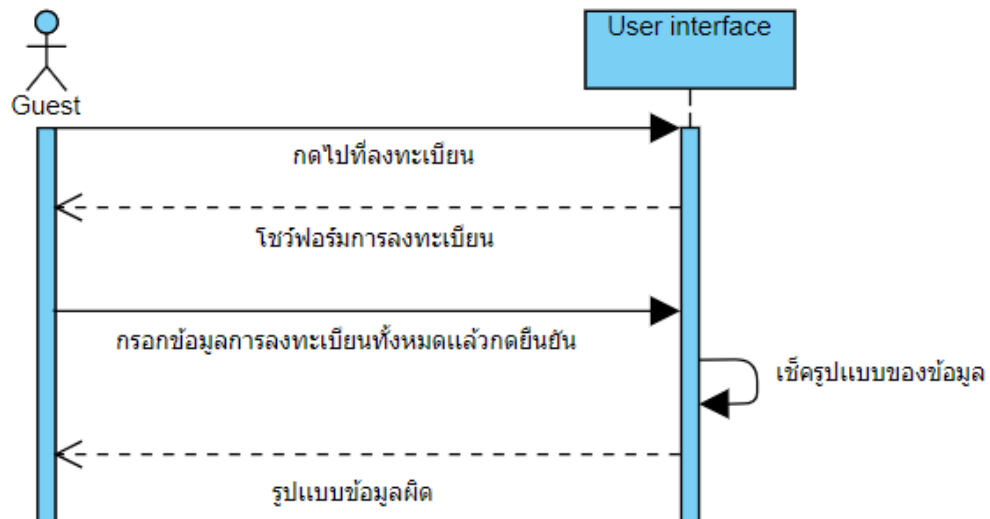 User interface
Guest
กดไปที่ลงทะเบียน
โชว์ฟอร์มการลงทะเบียน
กรอกข้อมูลการลงทะเบียนทั้งหมดแล้วกดยืนยัน
เช็ครูปแบบของข้อมูล
รูปแบบข้อมูลผิด